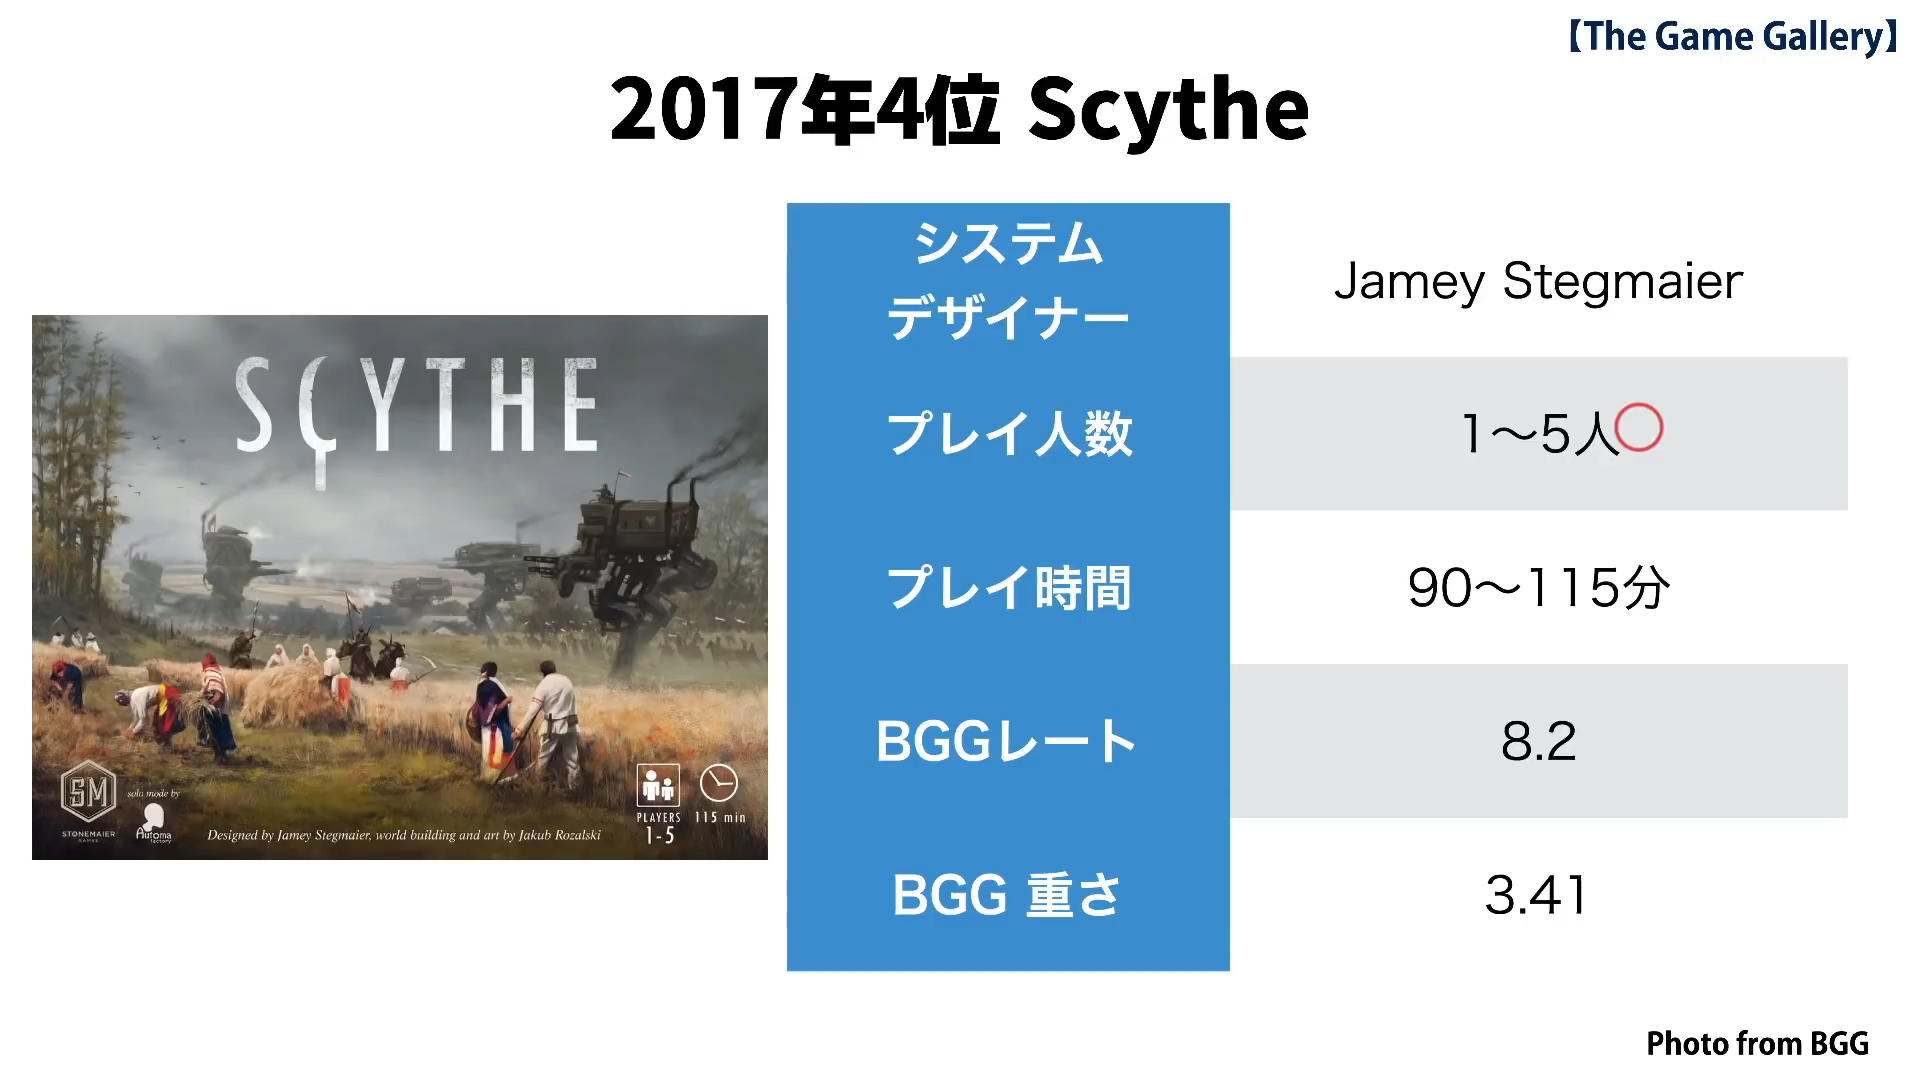 【The Game Gallery】
2017年4位 Scythe
SCYTHE
SM
STONEMAIER
GAMES
solo mode by
Automa
factory
Designed by Jamey Stegmaier, world building and art by Jakub Rozalski
PLAYERS
1-5
115 min
システム
デザイナー
Jamey Stegmaier
プレイ人数
1〜5人
プレイ時間
90〜115分
BGGレート
8.2
BGG 重さ
3.41
Photo from BGG